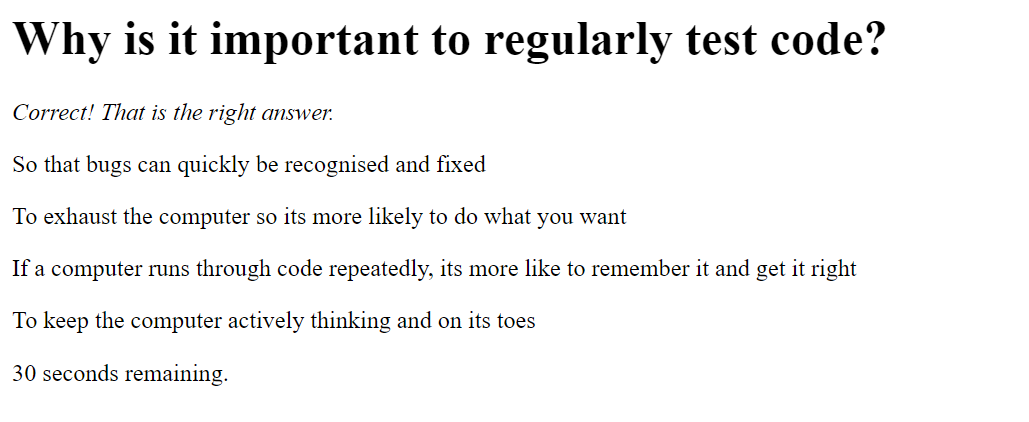 Why is it important to regularly test code?
Correct! That is the right answer.
So that bugs can quickly be recognised and fixed
To exhaust the computer so its more likely to do what you want
If a computer runs through code repeatedly, its more like to remember it and get it right
To keep the computer actively thinking and on its toes
30 seconds remaining.